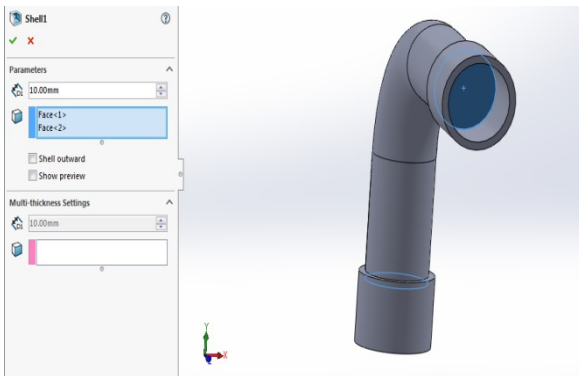 Shell1
?
Parameters
10.00mm
Face<1>
Face<2>
Shell outward
Show preview
Multi-thickness Settings
10.00mm
Y
X